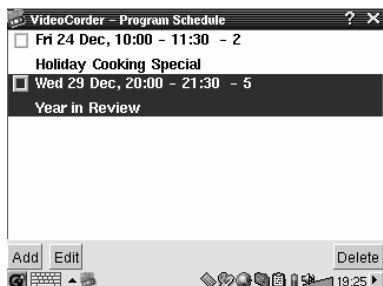 VideoCorder – Program Schedule ? ×
Fri 24 Dec, 10:00 - 11:30 - 2
Holiday Cooking Special
Wed 29 Dec, 20:00 - 21:30 - 5
Year in Review
Add Edit Delete
19:25